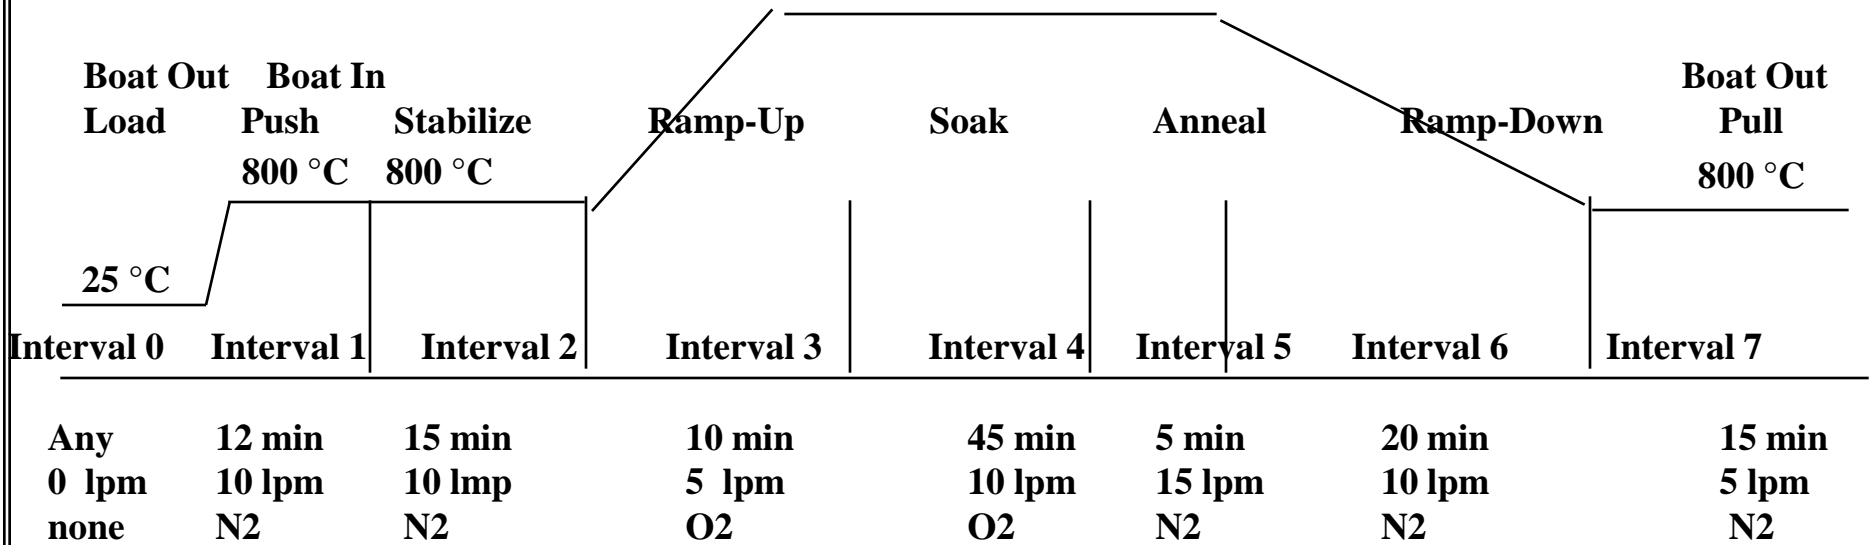 Boat Out Boat In Boat Out
Load Push Stabilize Ramp-Up Soak Anneal Ramp-Down Pull
800 °C 800 °C 800 °C
25 °C
Interval 0 Interval 1 Interval 2 Interval 3 Interval 4 Interval 5 Interval 6 Interval 7
Any 12 min 15 min 10 min 45 min 5 min 20 min 15 min
0 lpm 10 lpm 10 lmp 5 lpm 10 lpm 15 lpm 10 lpm 5 lpm
none N2 N2 O2 O2 N2 N2 N2